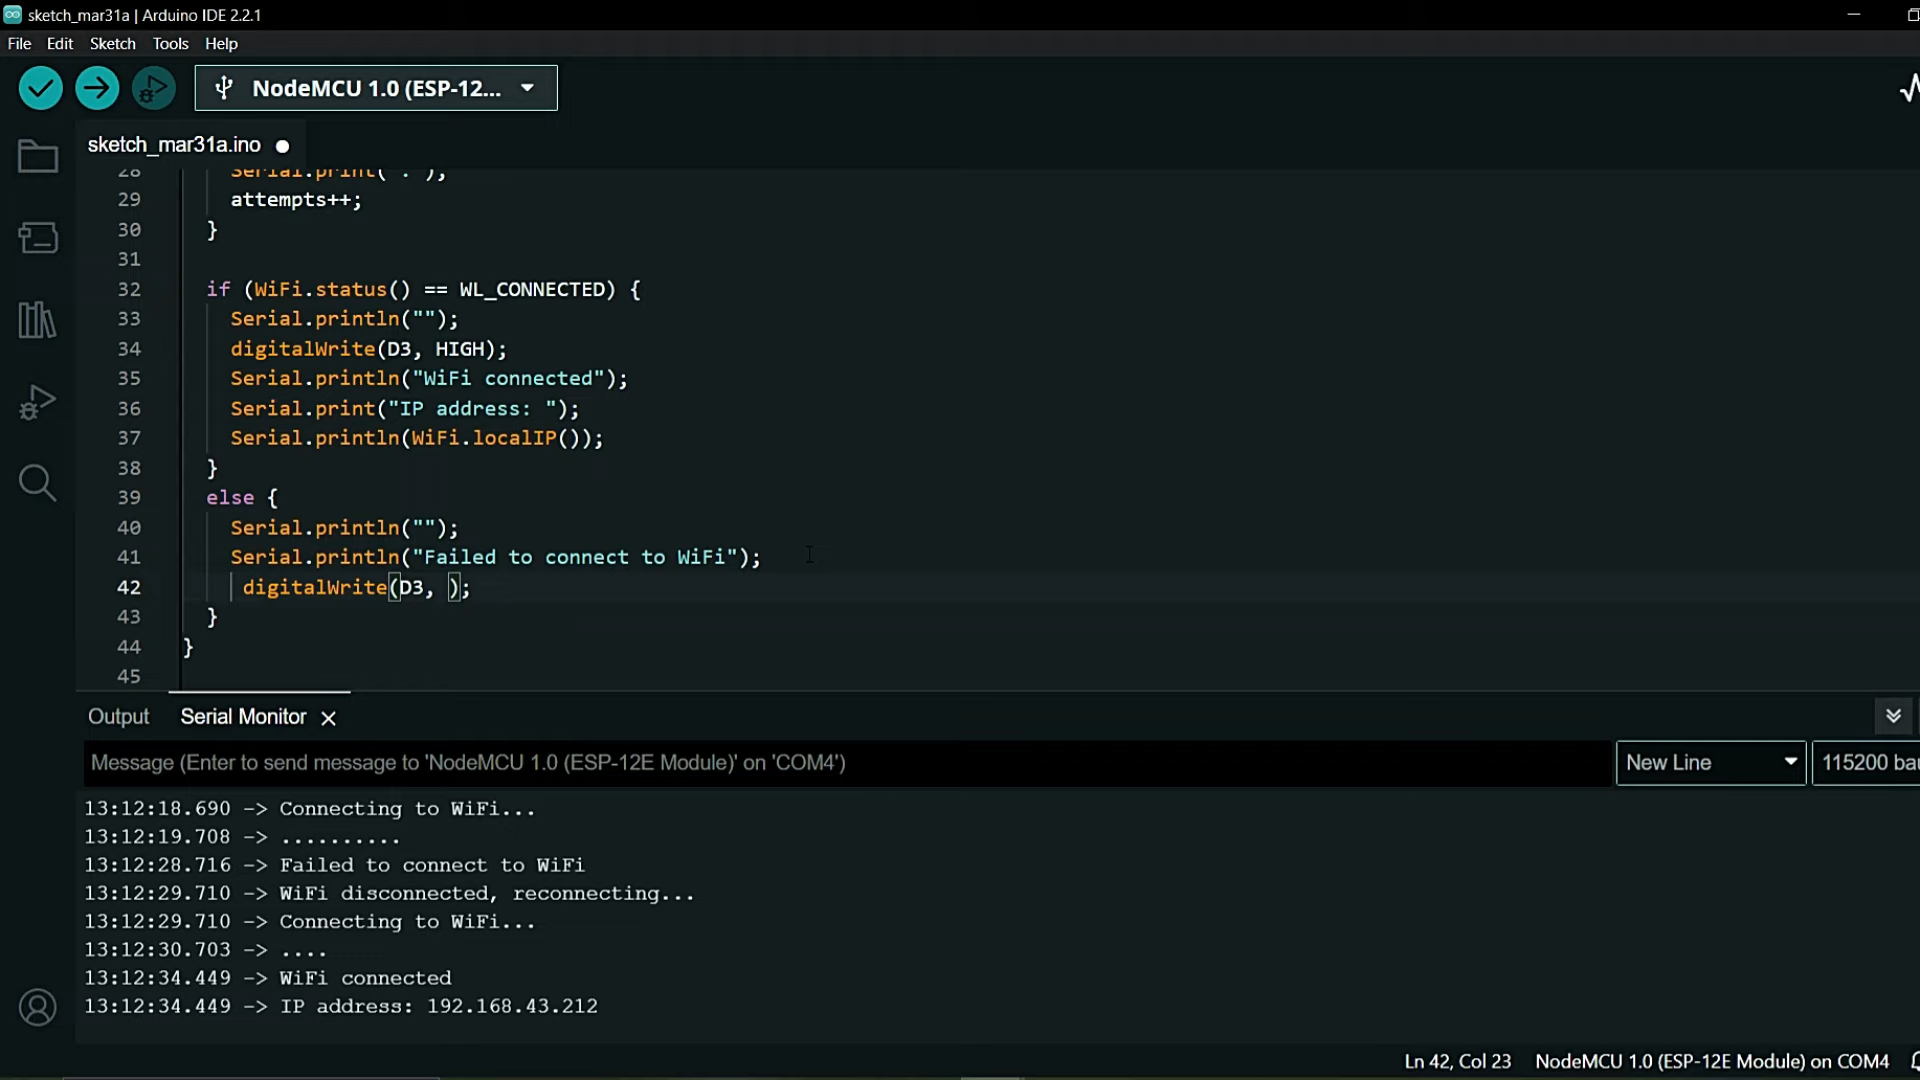 sketch_mar31a | Arduino IDE 2.2.1
File Edit Sketch Tools Help
NodeMCU 1.0 (ESP-12...
sketch_mar31a.ino
28 Serial.print(".");
29 attempts++;
30 }
31
32 if (WiFi.status() == WL_CONNECTED) {
33 Serial.println("");
34 digitalWrite(D3, HIGH);
35 Serial.println("WiFi connected");
36 Serial.print("IP address: ");
37 Serial.println(WiFi.localIP());
38 }
39 else {
40 Serial.println("");
41 Serial.println("Failed to connect to WiFi");
42 digitalWrite(D3, );
43 }
44 }
45
Output Serial Monitor
Message (Enter to send message to 'NodeMCU 1.0 (ESP-12E Module)' on 'COM4')
New Line 115200
13:12:18.690 -> Connecting to WiFi...
13:12:19.708 -> ..........
13:12:28.716 -> Failed to connect to WiFi
13:12:29.710 -> WiFi disconnected, reconnecting...
13:12:29.710 -> Connecting to WiFi...
13:12:30.703 -> ....
13:12:34.449 -> WiFi connected
13:12:34.449 -> IP address: 192.168.43.212
Ln 42, Col 23 NodeMCU 1.0 (ESP-12E Module) on COM4